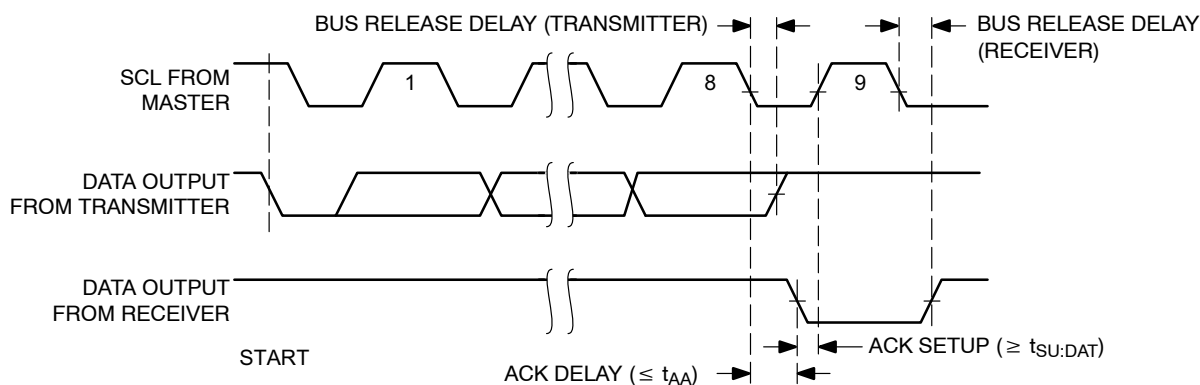 BUS RELEASE DELAY (TRANSMITTER)
BUS RELEASE DELAY
(RECEIVER)
SCL FROM
MASTER
1
8
9
DATA OUTPUT
FROM TRANSMITTER
DATA OUTPUT
FROM RECEIVER
START
ACK SETUP (≥ tSU:DAT)
ACK DELAY (≤ tAA)